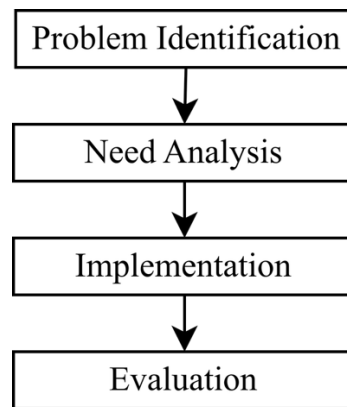 Problem Identification
Need Analysis
Implementation
Evaluation